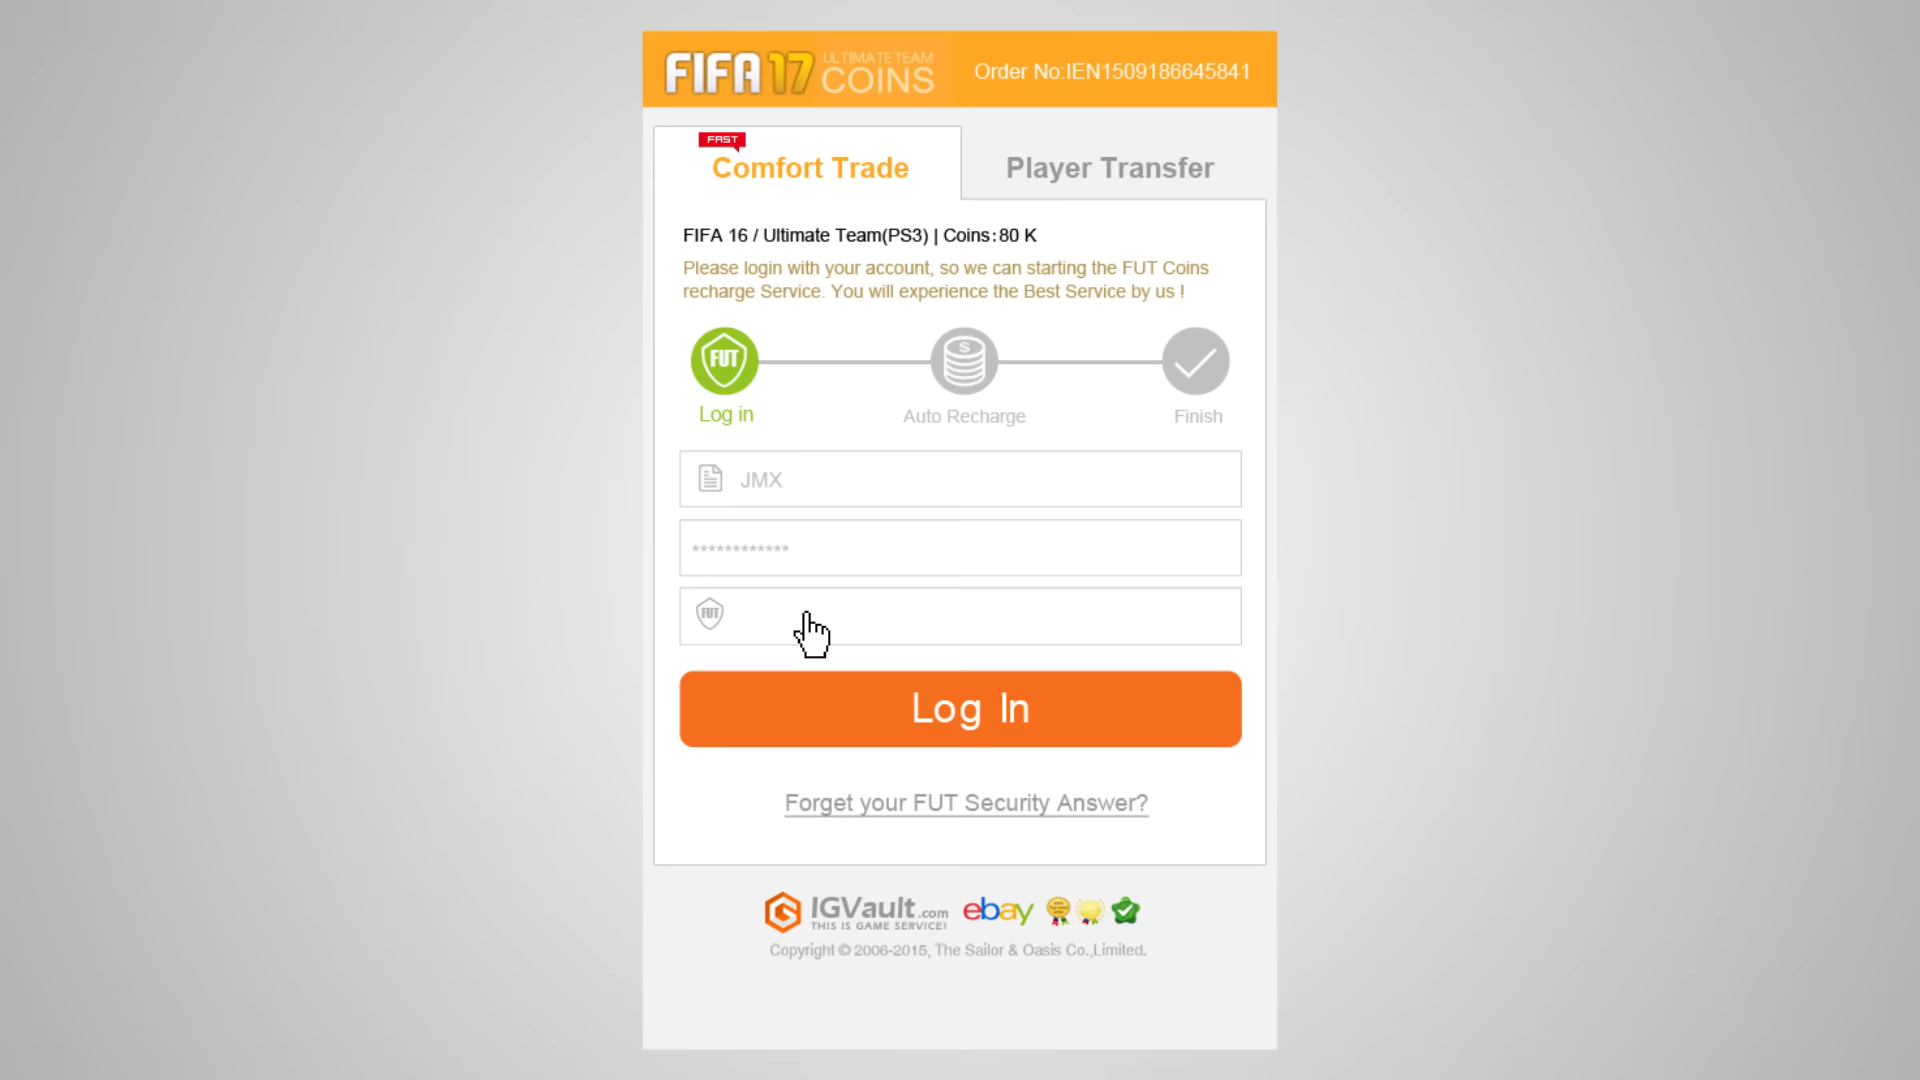 FIFA 17 ULTIMATE TEAM COINS
Order No:IEN1509186645841
FAST
Comfort Trade
Player Transfer
FIFA 16 / Ultimate Team(PS3) | Coins:80 K
Please login with your account, so we can starting the FUT Coins
recharge Service. You will experience the Best Service by us !
FUT
$
Log in
Auto Recharge
Finish
JMX
************
FUT
Log In
Forget your FUT Security Answer?
IGVault.com
THIS IS GAME SERVICE!
ebay
Copyright © 2006-2015, The Sailor & Oasis Co.,Limited.